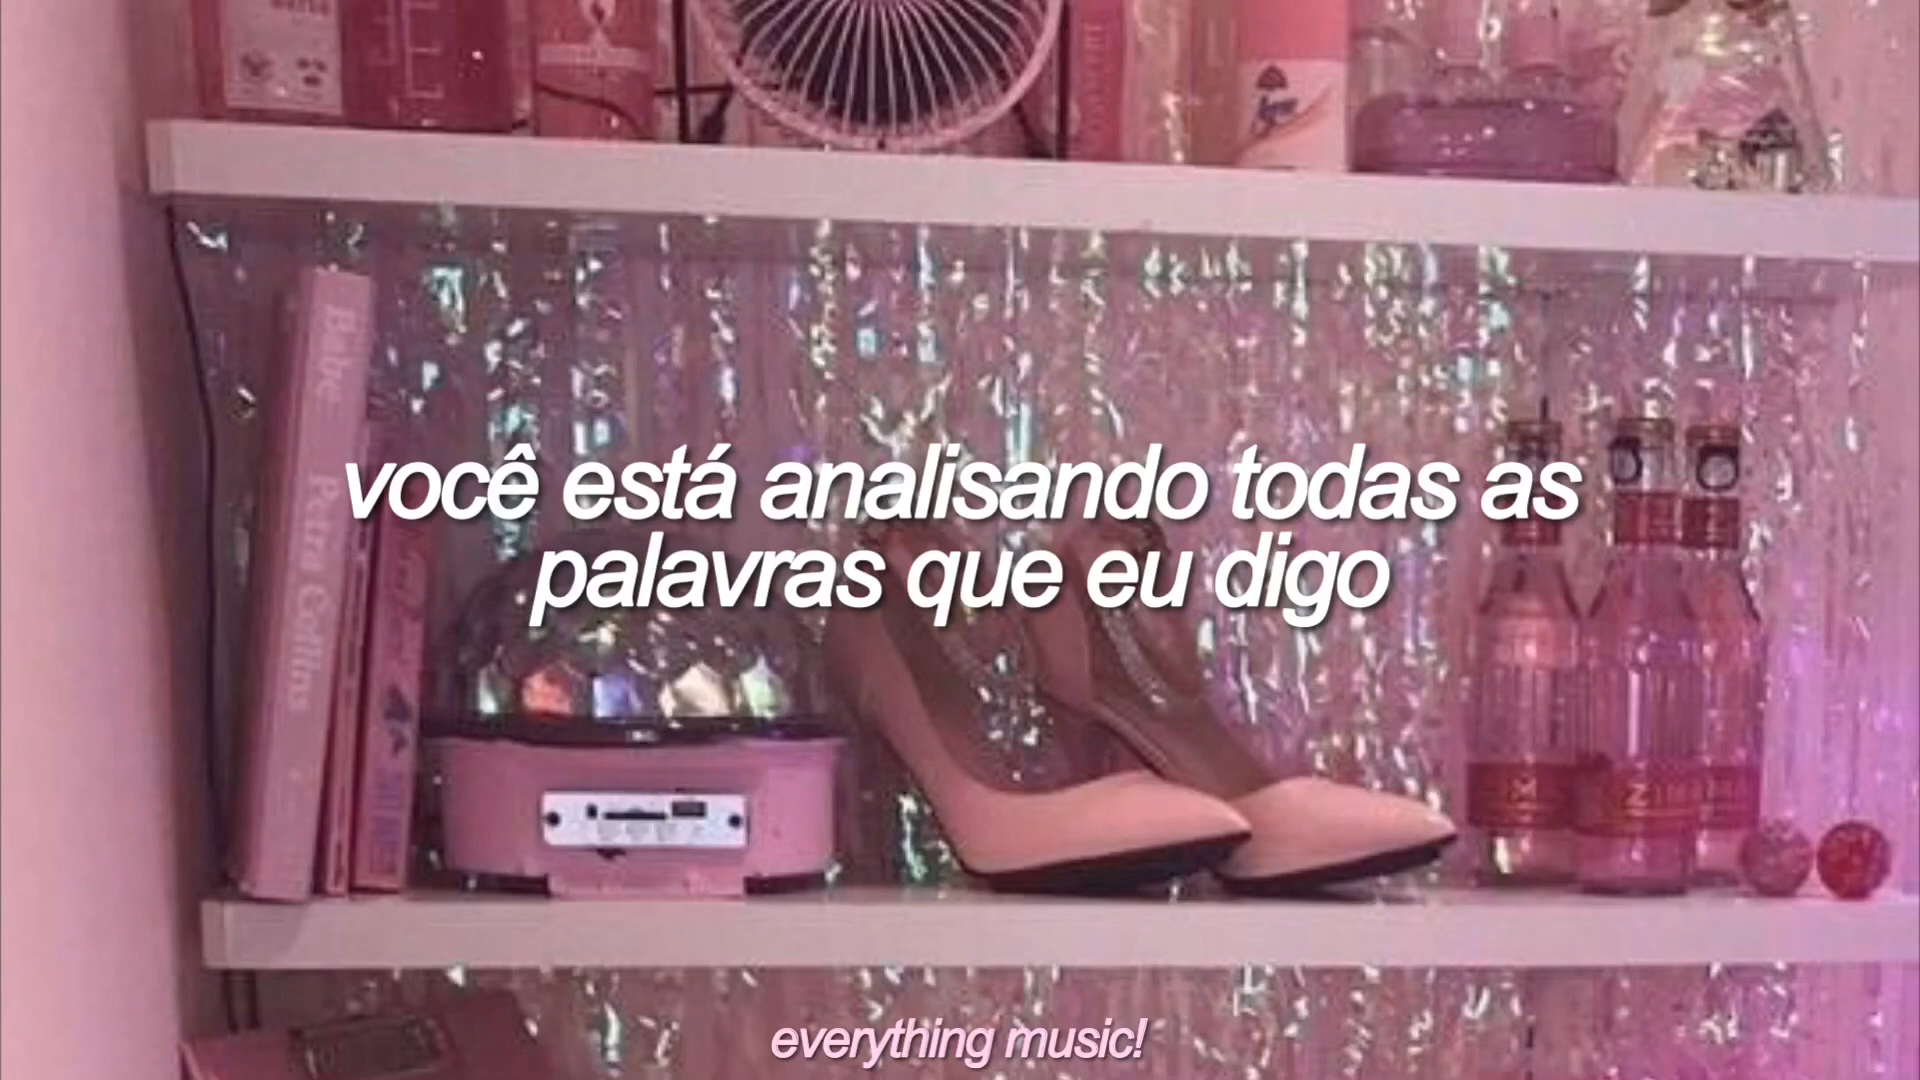 você está analisando todas as
palavras que eu digo
Babe
Petra Collins
everything music!